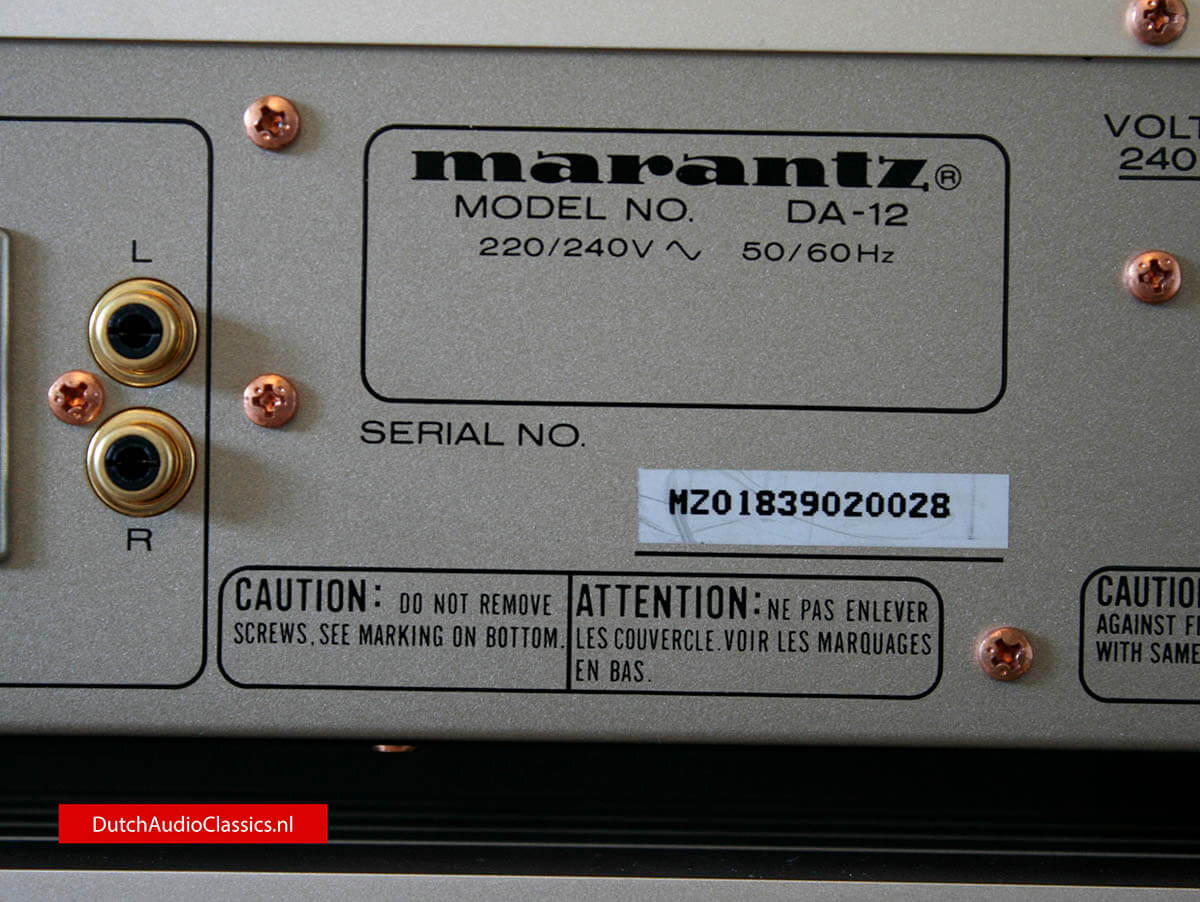 marantz®
MODEL NO. DA-12
220/240V ∿ 50/60Hz
VOLT
240
L
R
SERIAL NO.
MZ01839020028
CAUTION: DO NOT REMOVE
SCREWS. SEE MARKING ON BOTTOM.
ATTENTION: NE PAS ENLEVER
LES COUVERCLE. VOIR LES MARQUAGES
EN BAS.
CAUTIO
AGAINST F
WITH SAME
DutchAudioClassics.nl